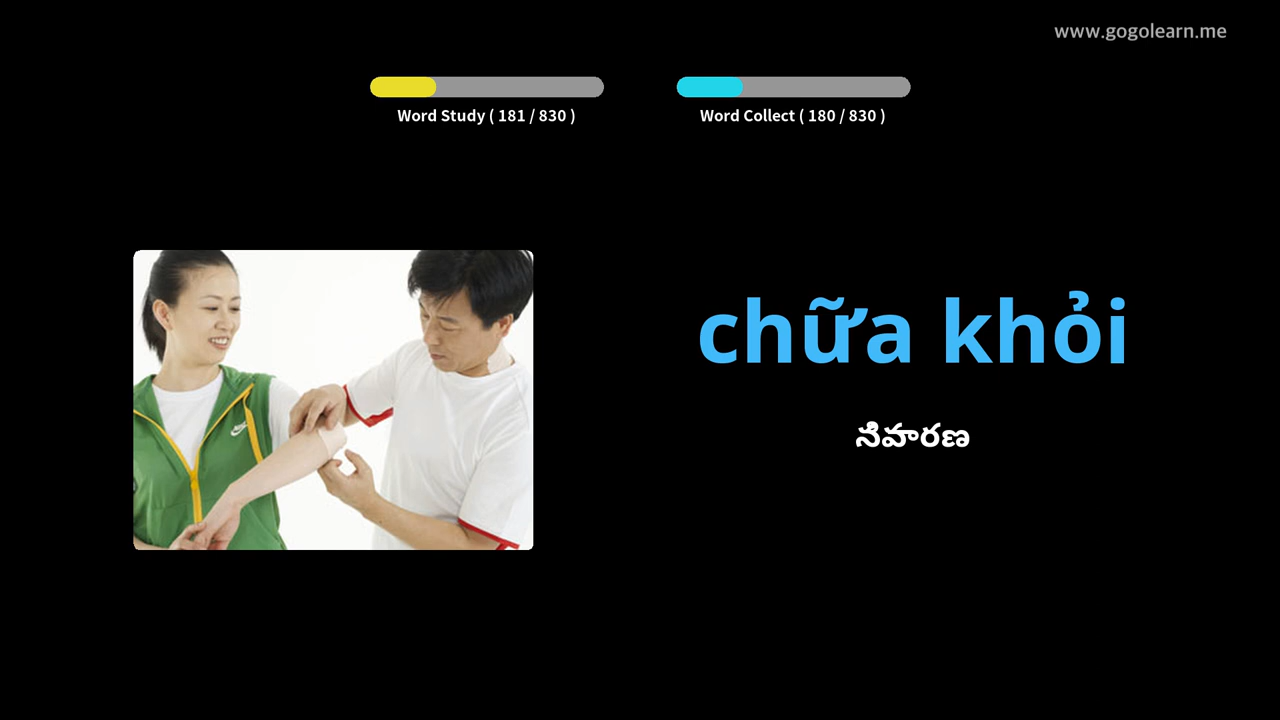 www.gogolearn.me
Word Study ( 181 / 830 )
Word Collect ( 180 / 830 )
chữa khỏi
నివారణ